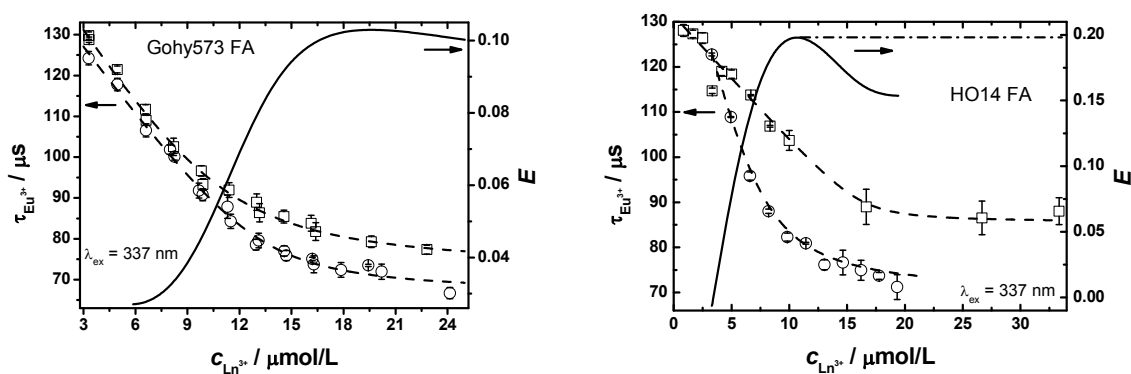 Gohy573 FA
λex = 337 nm
130
120
110
100
90
80
70
τEu³⁺ / μs
3 6 9 12 15 18 21 24
cLn³⁺ / μmol/L
0.10
0.08
0.06
0.04
E
HO14 FA
λex = 337 nm
130
120
110
100
90
80
70
τEu³⁺ / μs
0 5 10 15 20 25 30
cLn³⁺ / μmol/L
0.20
0.15
0.10
0.05
0.00
E